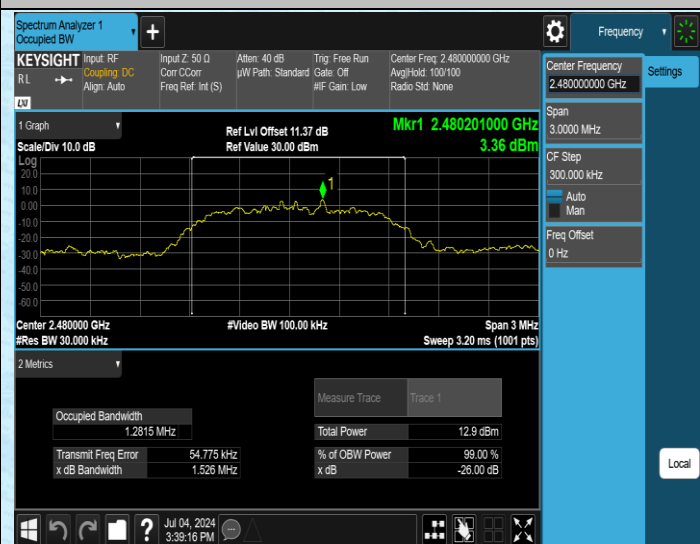 Spectrum Analyzer 1
Occupied BW
Frequency
KEYSIGHT
RL
LXI
Input: RF
Coupling: DC
Align: Auto
Input Z: 50 Ω
Corr CCorr
Freq Ref: Int (S)
Atten: 40 dB
µW Path: Standard
Trig: Free Run
Gate: Off
#IF Gain: Low
Center Freq: 2.480000000 GHz
Avg|Hold: 100/100
Radio Std: None
Center Frequency
2.480000000 GHz
Settings
Span
3.0000 MHz
CF Step
300.000 kHz
Auto
Man
Freq Offset
0 Hz
1 Graph
Scale/Div 10.0 dB
Ref Lvl Offset 11.37 dB
Ref Value 30.00 dBm
Mkr1 2.480201000 GHz
3.36 dBm
Log
20.0
10.0
0.00
-10.0
-20.0
-30.0
-40.0
-50.0
-60.0
1
Center 2.480000 GHz
#Res BW 30.000 kHz
#Video BW 100.00 kHz
Span 3 MHz
Sweep 3.20 ms (1001 pts)
2 Metrics
Measure Trace Trace 1
Occupied Bandwidth
1.2815 MHz
Total Power 12.9 dBm
Transmit Freq Error 54.775 kHz
% of OBW Power 99.00 %
x dB Bandwidth 1.526 MHz
x dB -26.00 dB
Local
?
Jul 04, 2024
3:39:16 PM